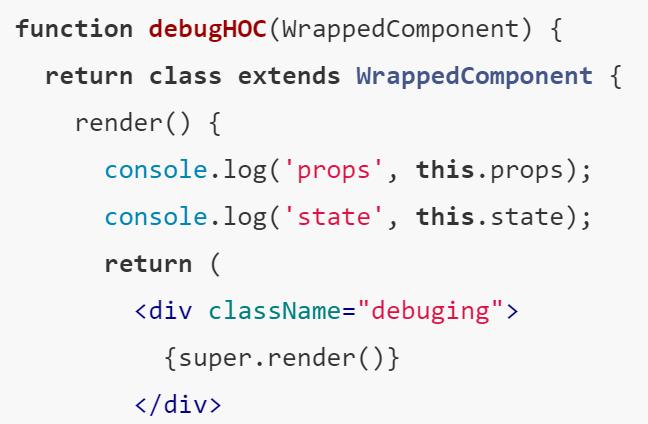 function debugHOC(WrappedComponent) {
  return class extends WrappedComponent {
    render() {
      console.log('props', this.props);
      console.log('state', this.state);
      return (
        <div className="debuging">
          {super.render()}
        </div>